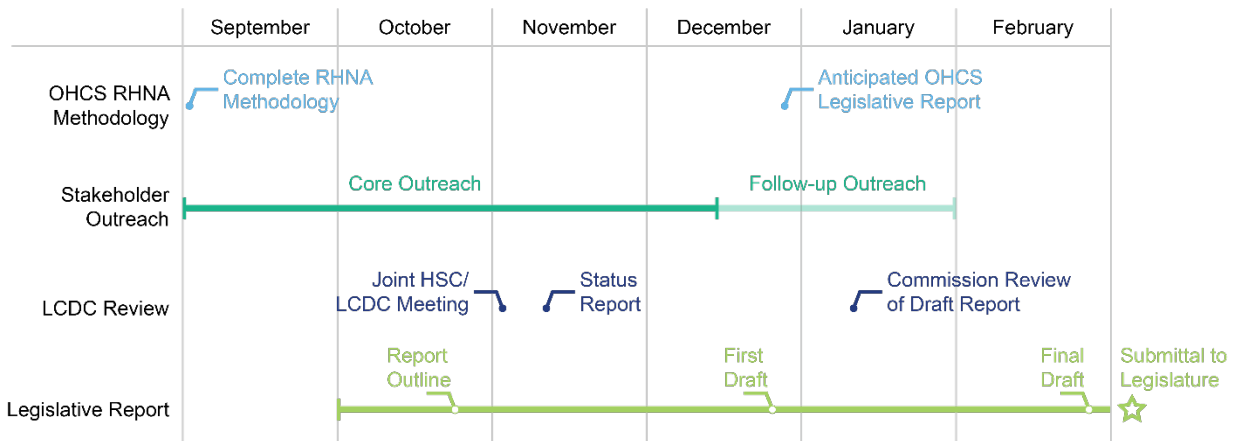 September October November December January February
OHCS RHNA
Methodology
Complete RHNA
Methodology
Anticipated OHCS
Legislative Report
Stakeholder
Outreach
Core Outreach
Follow-up Outreach
LCDC Review
Joint HSC/
LCDC Meeting
Status
Report
Commission Review
of Draft Report
Legislative Report
Report
Outline
First
Draft
Final
Draft
Submittal to
Legislature